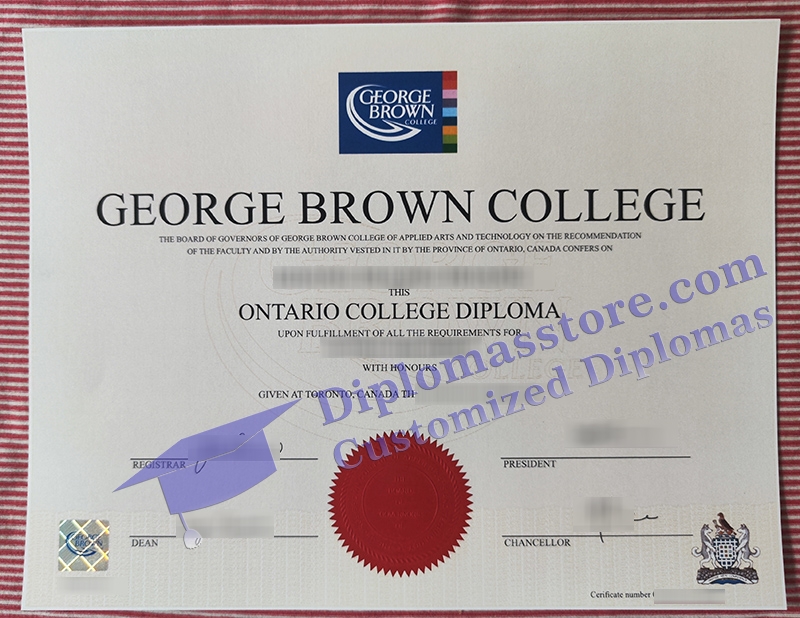 GEORGE
BROWN
COLLEGE
GEORGE BROWN COLLEGE
THE BOARD OF GOVERNORS OF GEORGE BROWN COLLEGE OF APPLIED ARTS AND TECHNOLOGY ON THE RECOMMENDATION
OF THE FACULTY AND BY THE AUTHORITY VESTED IN IT BY THE PROVINCE OF ONTARIO, CANADA CONFERS ON
THIS
ONTARIO COLLEGE DIPLOMA
UPON FULFILLMENT OF ALL THE REQUIREMENTS FOR
WITH HONOURS
GIVEN AT TORONTO, CANADA TH
Diplomasstore.com
Customized Diplomas
REGISTRAR
PRESIDENT
GEORGE
BROWN
DEAN
CHANCELLOR
Cerificate number